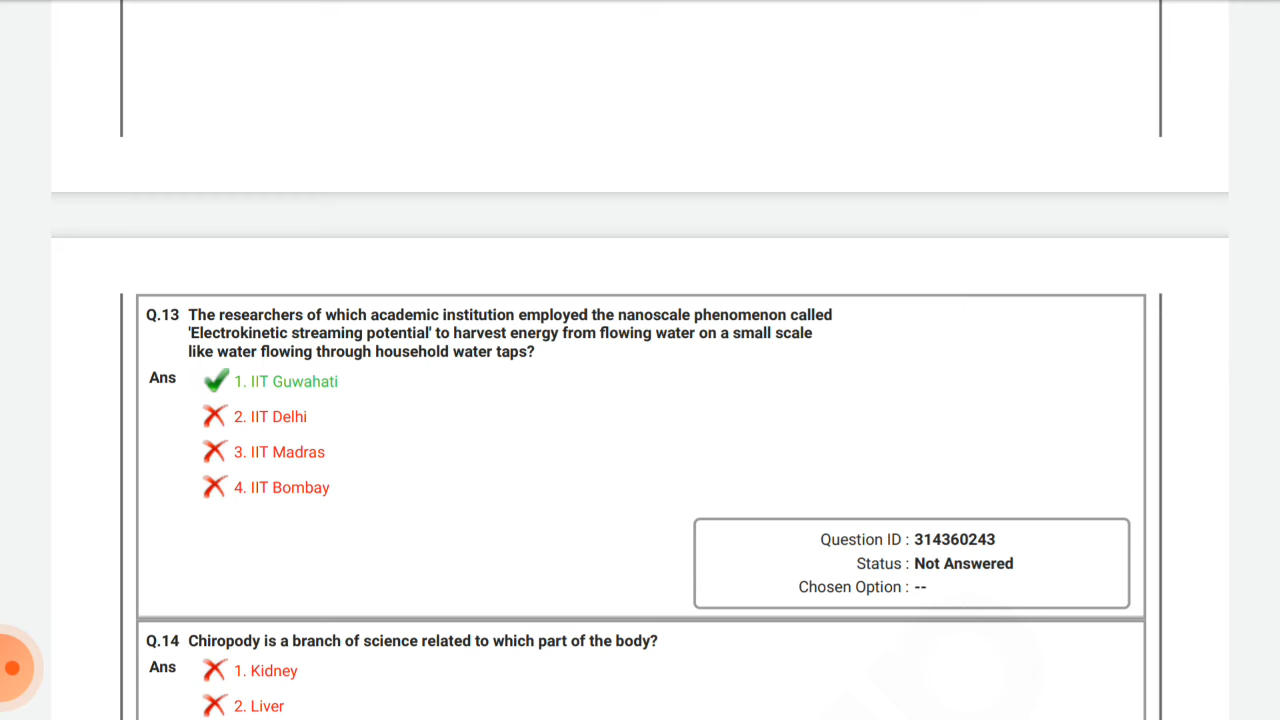 Q.13 The researchers of which academic institution employed the nanoscale phenomenon called
'Electrokinetic streaming potential' to harvest energy from flowing water on a small scale
like water flowing through household water taps?
Ans 1. IIT Guwahati
2. IIT Delhi
3. IIT Madras
4. IIT Bombay
Question ID : 314360243
Status : Not Answered
Chosen Option : --
Q.14 Chiropody is a branch of science related to which part of the body?
Ans 1. Kidney
2. Liver